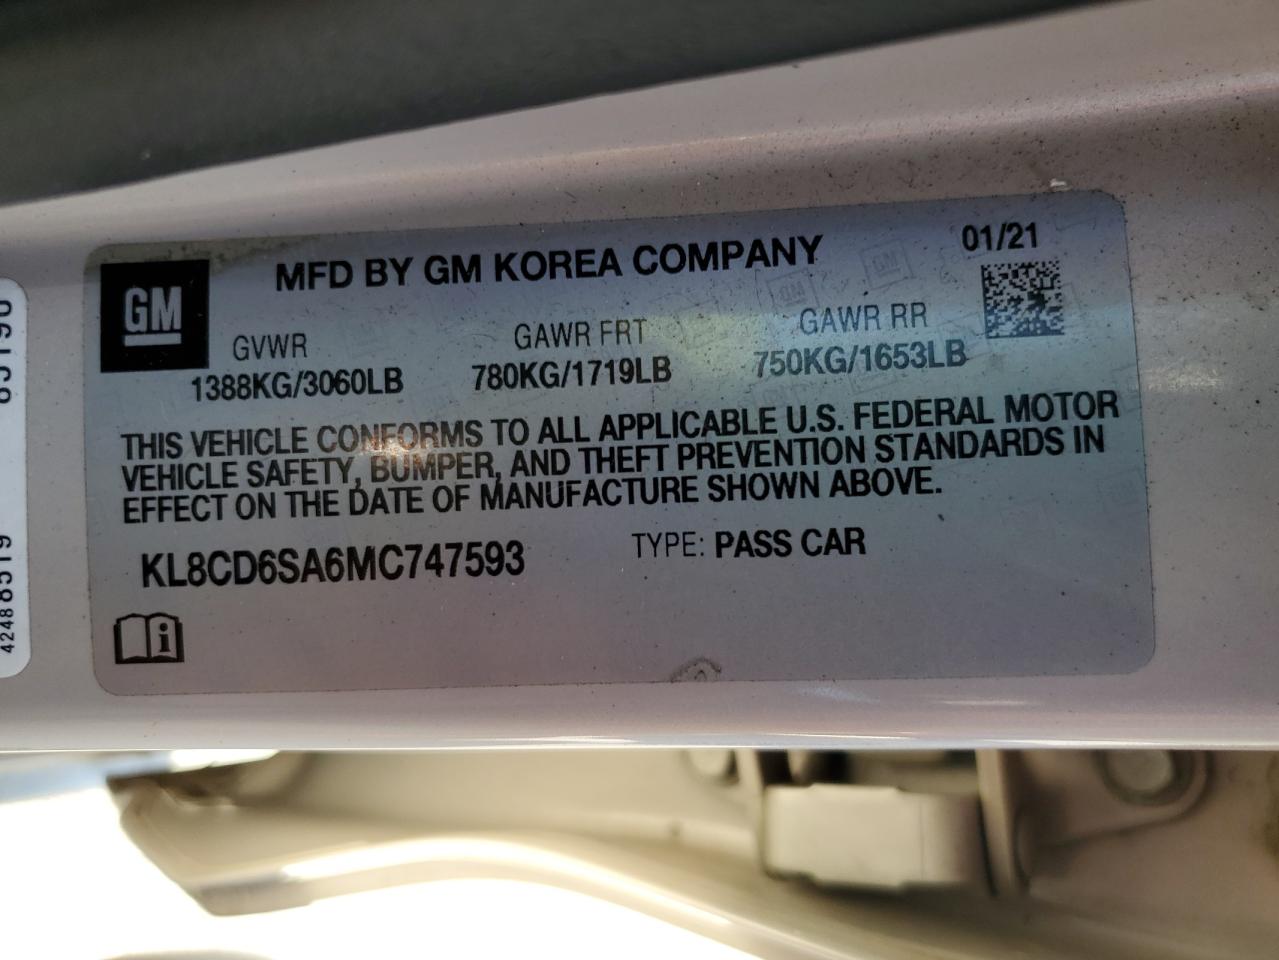 GM
MFD BY GM KOREA COMPANY
01/21
GVWR
GAWR FRT
GAWR RR
1388KG/3060LB
780KG/1719LB
750KG/1653LB
THIS VEHICLE CONFORMS TO ALL APPLICABLE U.S. FEDERAL MOTOR
VEHICLE SAFETY, BUMPER, AND THEFT PREVENTION STANDARDS IN
EFFECT ON THE DATE OF MANUFACTURE SHOWN ABOVE.
KL8CD6SA6MC747593
TYPE: PASS CAR
i
42488519